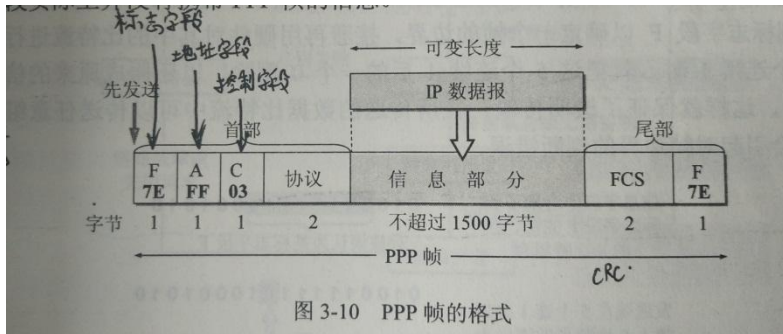 标志字段
地址字段
控制字段
可变长度
先发送
IP 数据报
首部
尾部
F A C 协议 信息部分 FCS F
7E FF 03 7E
字节 1 1 1 2 不超过 1500 字节 2 1
PPP 帧
CRC.
图 3-10 PPP 帧的格式